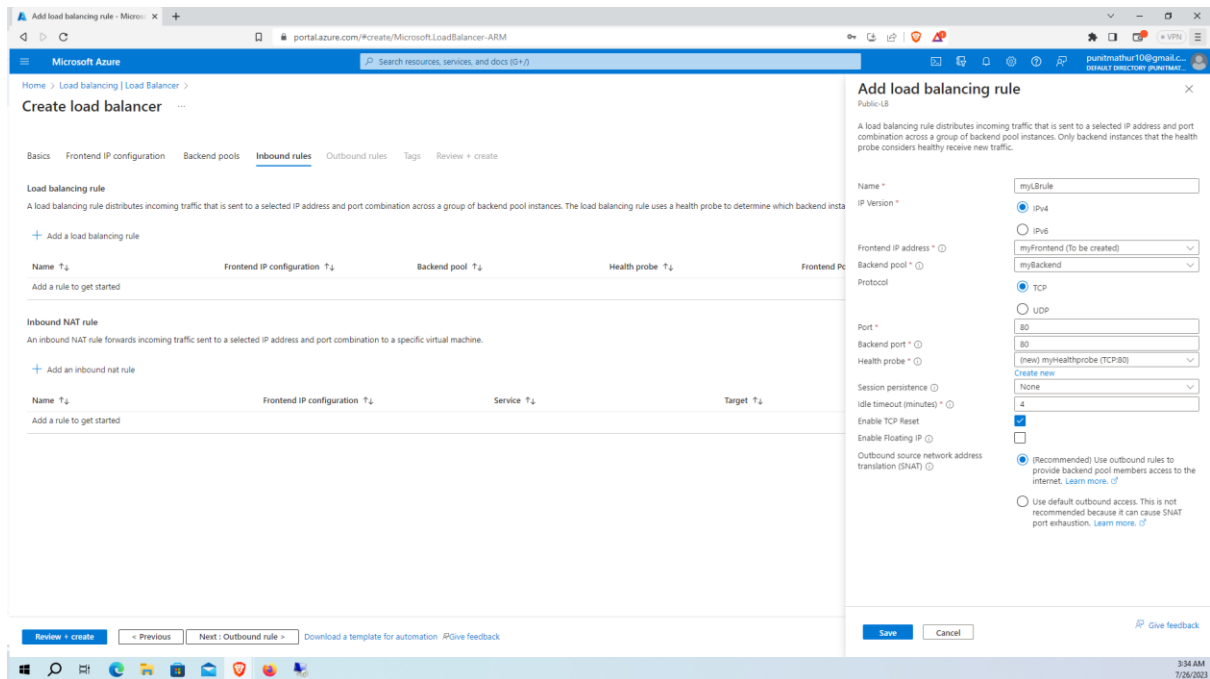 Add load balancing rule - Micros
portal.azure.com/#create/Microsoft.LoadBalancer-ARM
VPN
Microsoft Azure
Search resources, services, and docs (G+/)
punitmathur10@gmail.c...
DEFAULT DIRECTORY (PUNITMAT...
Home > Load balancing | Load Balancer >
Create load balancer ...
Basics Frontend IP configuration Backend pools Inbound rules Outbound rules Tags Review + create
Load balancing rule
A load balancing rule distributes incoming traffic that is sent to a selected IP address and port combination across a group of backend pool instances. The load balancing rule uses a health probe to determine which backend insta
+ Add a load balancing rule
Name ↑↓ Frontend IP configuration ↑↓ Backend pool ↑↓ Health probe ↑↓ Frontend Po
Add a rule to get started
Inbound NAT rule
An inbound NAT rule forwards incoming traffic sent to a selected IP address and port combination to a specific virtual machine.
+ Add an inbound nat rule
Name ↑↓ Frontend IP configuration ↑↓ Service ↑↓ Target ↑↓
Add a rule to get started
Review + create < Previous Next : Outbound rule > Download a template for automation Give feedback
Add load balancing rule
Public-LB
A load balancing rule distributes incoming traffic that is sent to a selected IP address and port
combination across a group of backend pool instances. Only backend instances that the health
probe considers healthy receive new traffic.
Name * myLBrule
IP Version * IPv4
IPv6
Frontend IP address * myFrontend (To be created)
Backend pool * myBackend
Protocol TCP
UDP
Port * 80
Backend port * 80
Health probe * (new) myHealthprobe (TCP:80)
Create new
Session persistence None
Idle timeout (minutes) * 4
Enable TCP Reset
Enable Floating IP
Outbound source network address
translation (SNAT)
(Recommended) Use outbound rules to
provide backend pool members access to the
internet. Learn more.
Use default outbound access. This is not
recommended because it can cause SNAT
port exhaustion. Learn more.
Save Cancel Give feedback
3:34 AM
7/26/2023